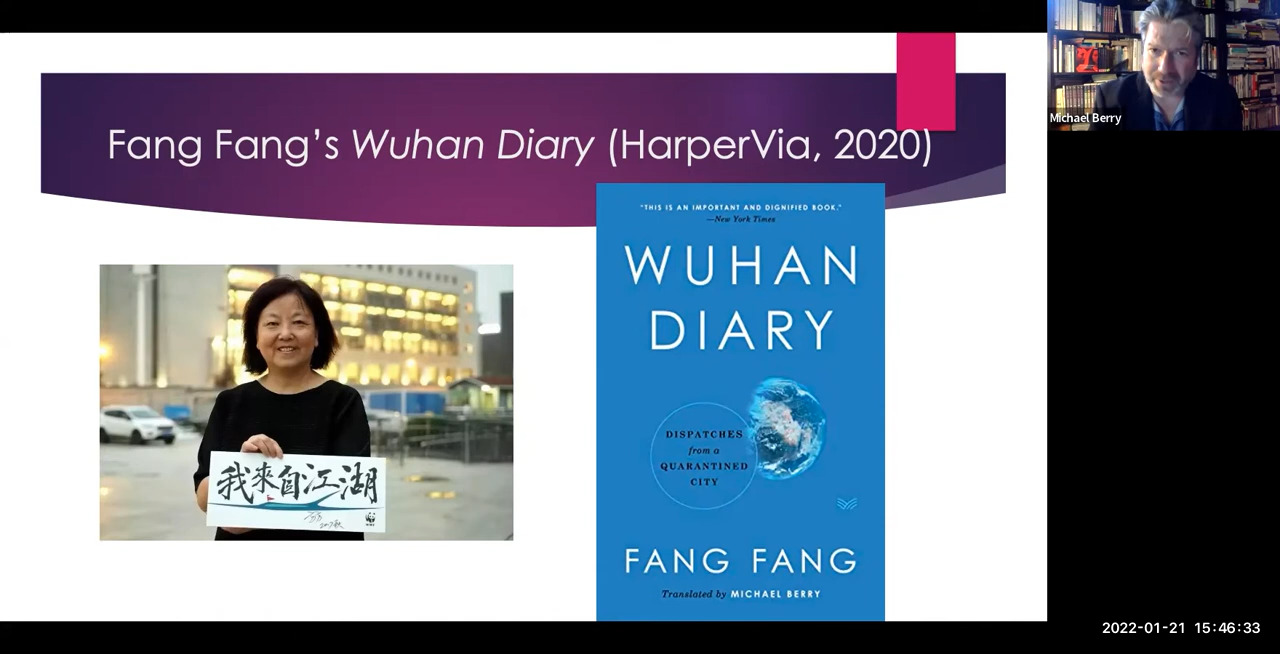 Fang Fang’s Wuhan Diary (HarperVia, 2020)
Michael Berry
"THIS IS AN IMPORTANT AND DIGNIFIED BOOK."
—New York Times
WUHAN
DIARY
DISPATCHES
from a
QUARANTINED
CITY
FANG FANG
Translated by MICHAEL BERRY
我來自江湖
WWF
2022-01-21 15:46:33